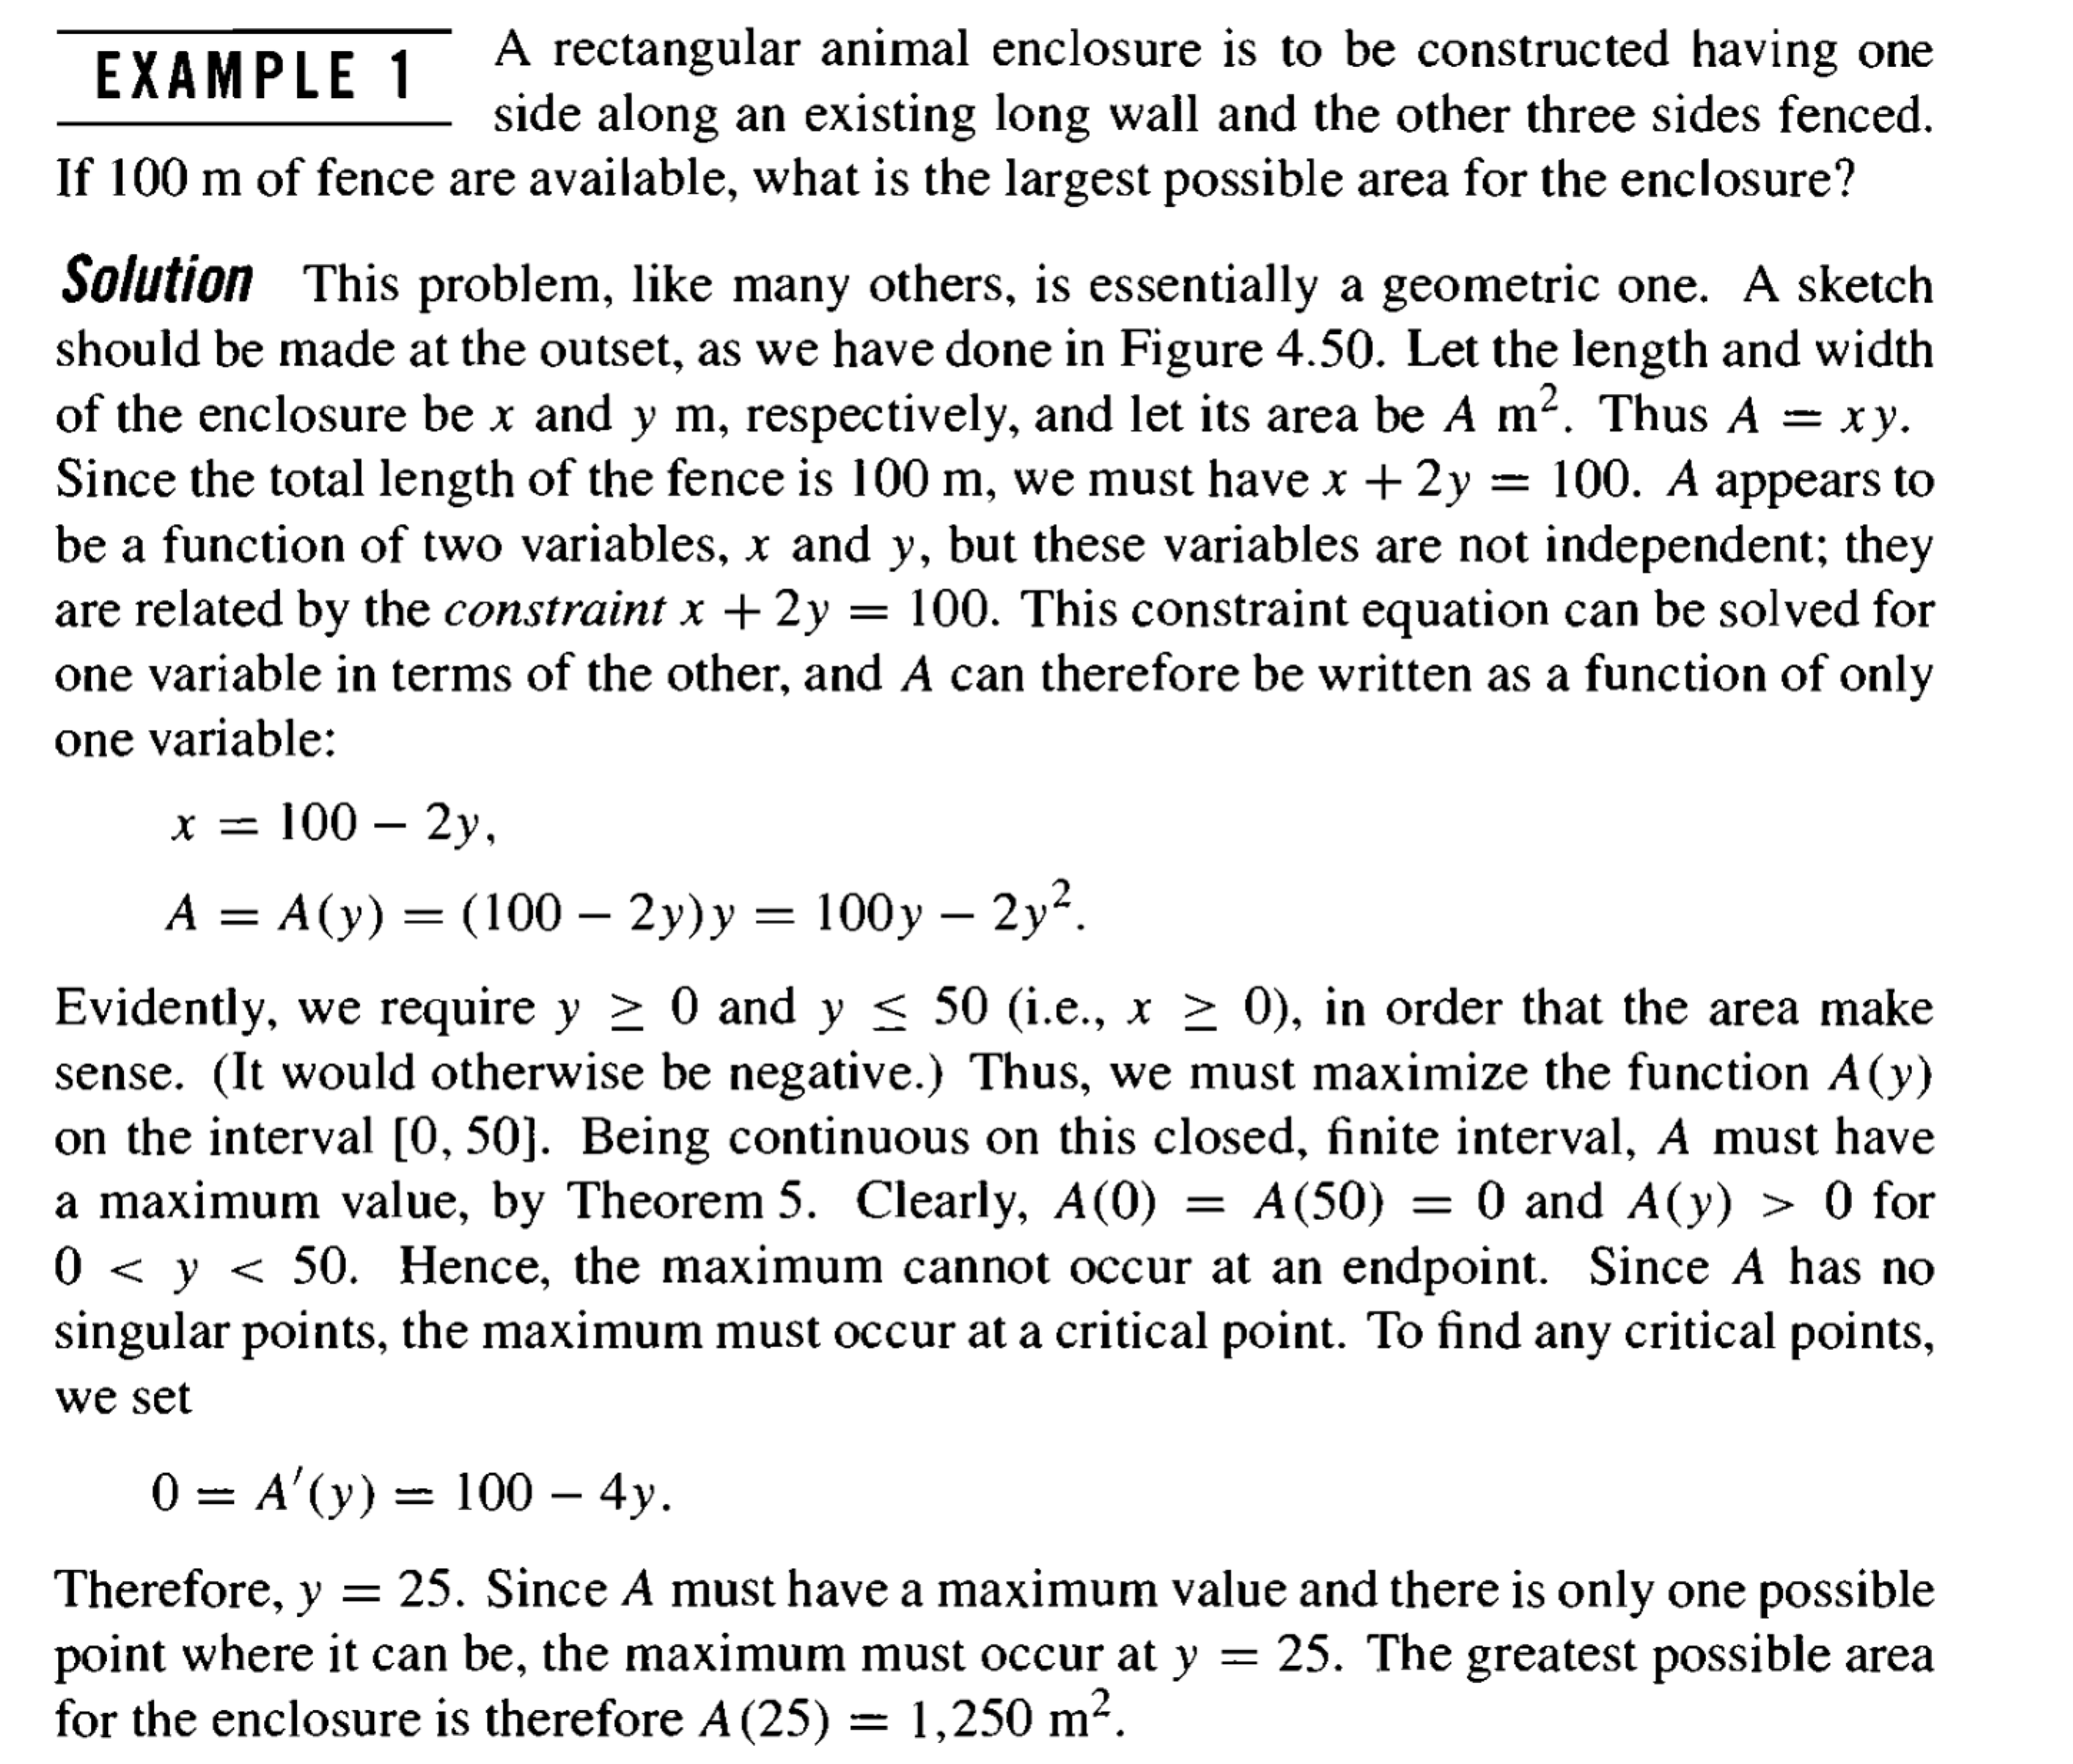 EXAMPLE 1 A rectangular animal enclosure is to be constructed having one
side along an existing long wall and the other three sides fenced.
If 100 m of fence are available, what is the largest possible area for the enclosure?
Solution This problem, like many others, is essentially a geometric one. A sketch
should be made at the outset, as we have done in Figure 4.50. Let the length and width
of the enclosure be x and y m, respectively, and let its area be A m². Thus A = xy.
Since the total length of the fence is 100 m, we must have x + 2y = 100. A appears to
be a function of two variables, x and y, but these variables are not independent; they
are related by the constraint x + 2y = 100. This constraint equation can be solved for
one variable in terms of the other, and A can therefore be written as a function of only
one variable:
x = 100 − 2y,
A = A(y) = (100 − 2y)y = 100y − 2y².
Evidently, we require y ≥ 0 and y ≤ 50 (i.e., x ≥ 0), in order that the area make
sense. (It would otherwise be negative.) Thus, we must maximize the function A(y)
on the interval [0, 50]. Being continuous on this closed, finite interval, A must have
a maximum value, by Theorem 5. Clearly, A(0) = A(50) = 0 and A(y) > 0 for
0 < y < 50. Hence, the maximum cannot occur at an endpoint. Since A has no
singular points, the maximum must occur at a critical point. To find any critical points,
we set
0 = A′(y) = 100 − 4y.
Therefore, y = 25. Since A must have a maximum value and there is only one possible
point where it can be, the maximum must occur at y = 25. The greatest possible area
for the enclosure is therefore A(25) = 1,250 m².